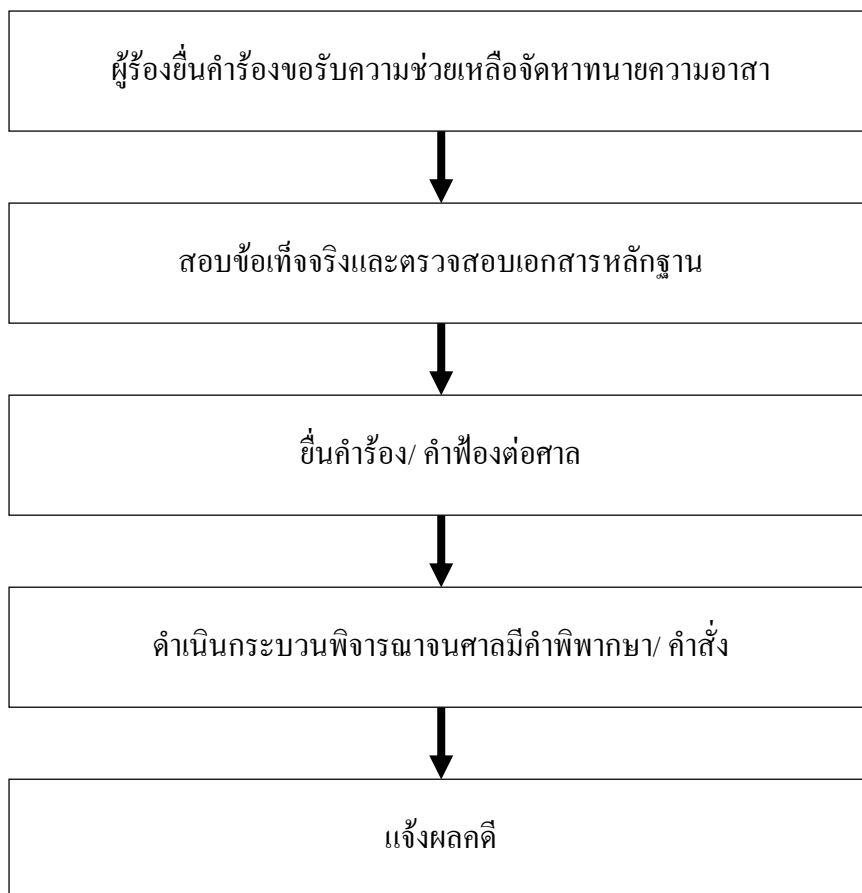 ผู้ร้องยื่นคำร้องขอรับความช่วยเหลือจัดหาทนายความอาสา
สอบข้อเท็จจริงและตรวจสอบเอกสารหลักฐาน
ยื่นคำร้อง/ คำฟ้องต่อศาล
ดำเนินกระบวนพิจารณาจนศาลมีคำพิพากษา/ คำสั่ง
แจ้งผลคดี